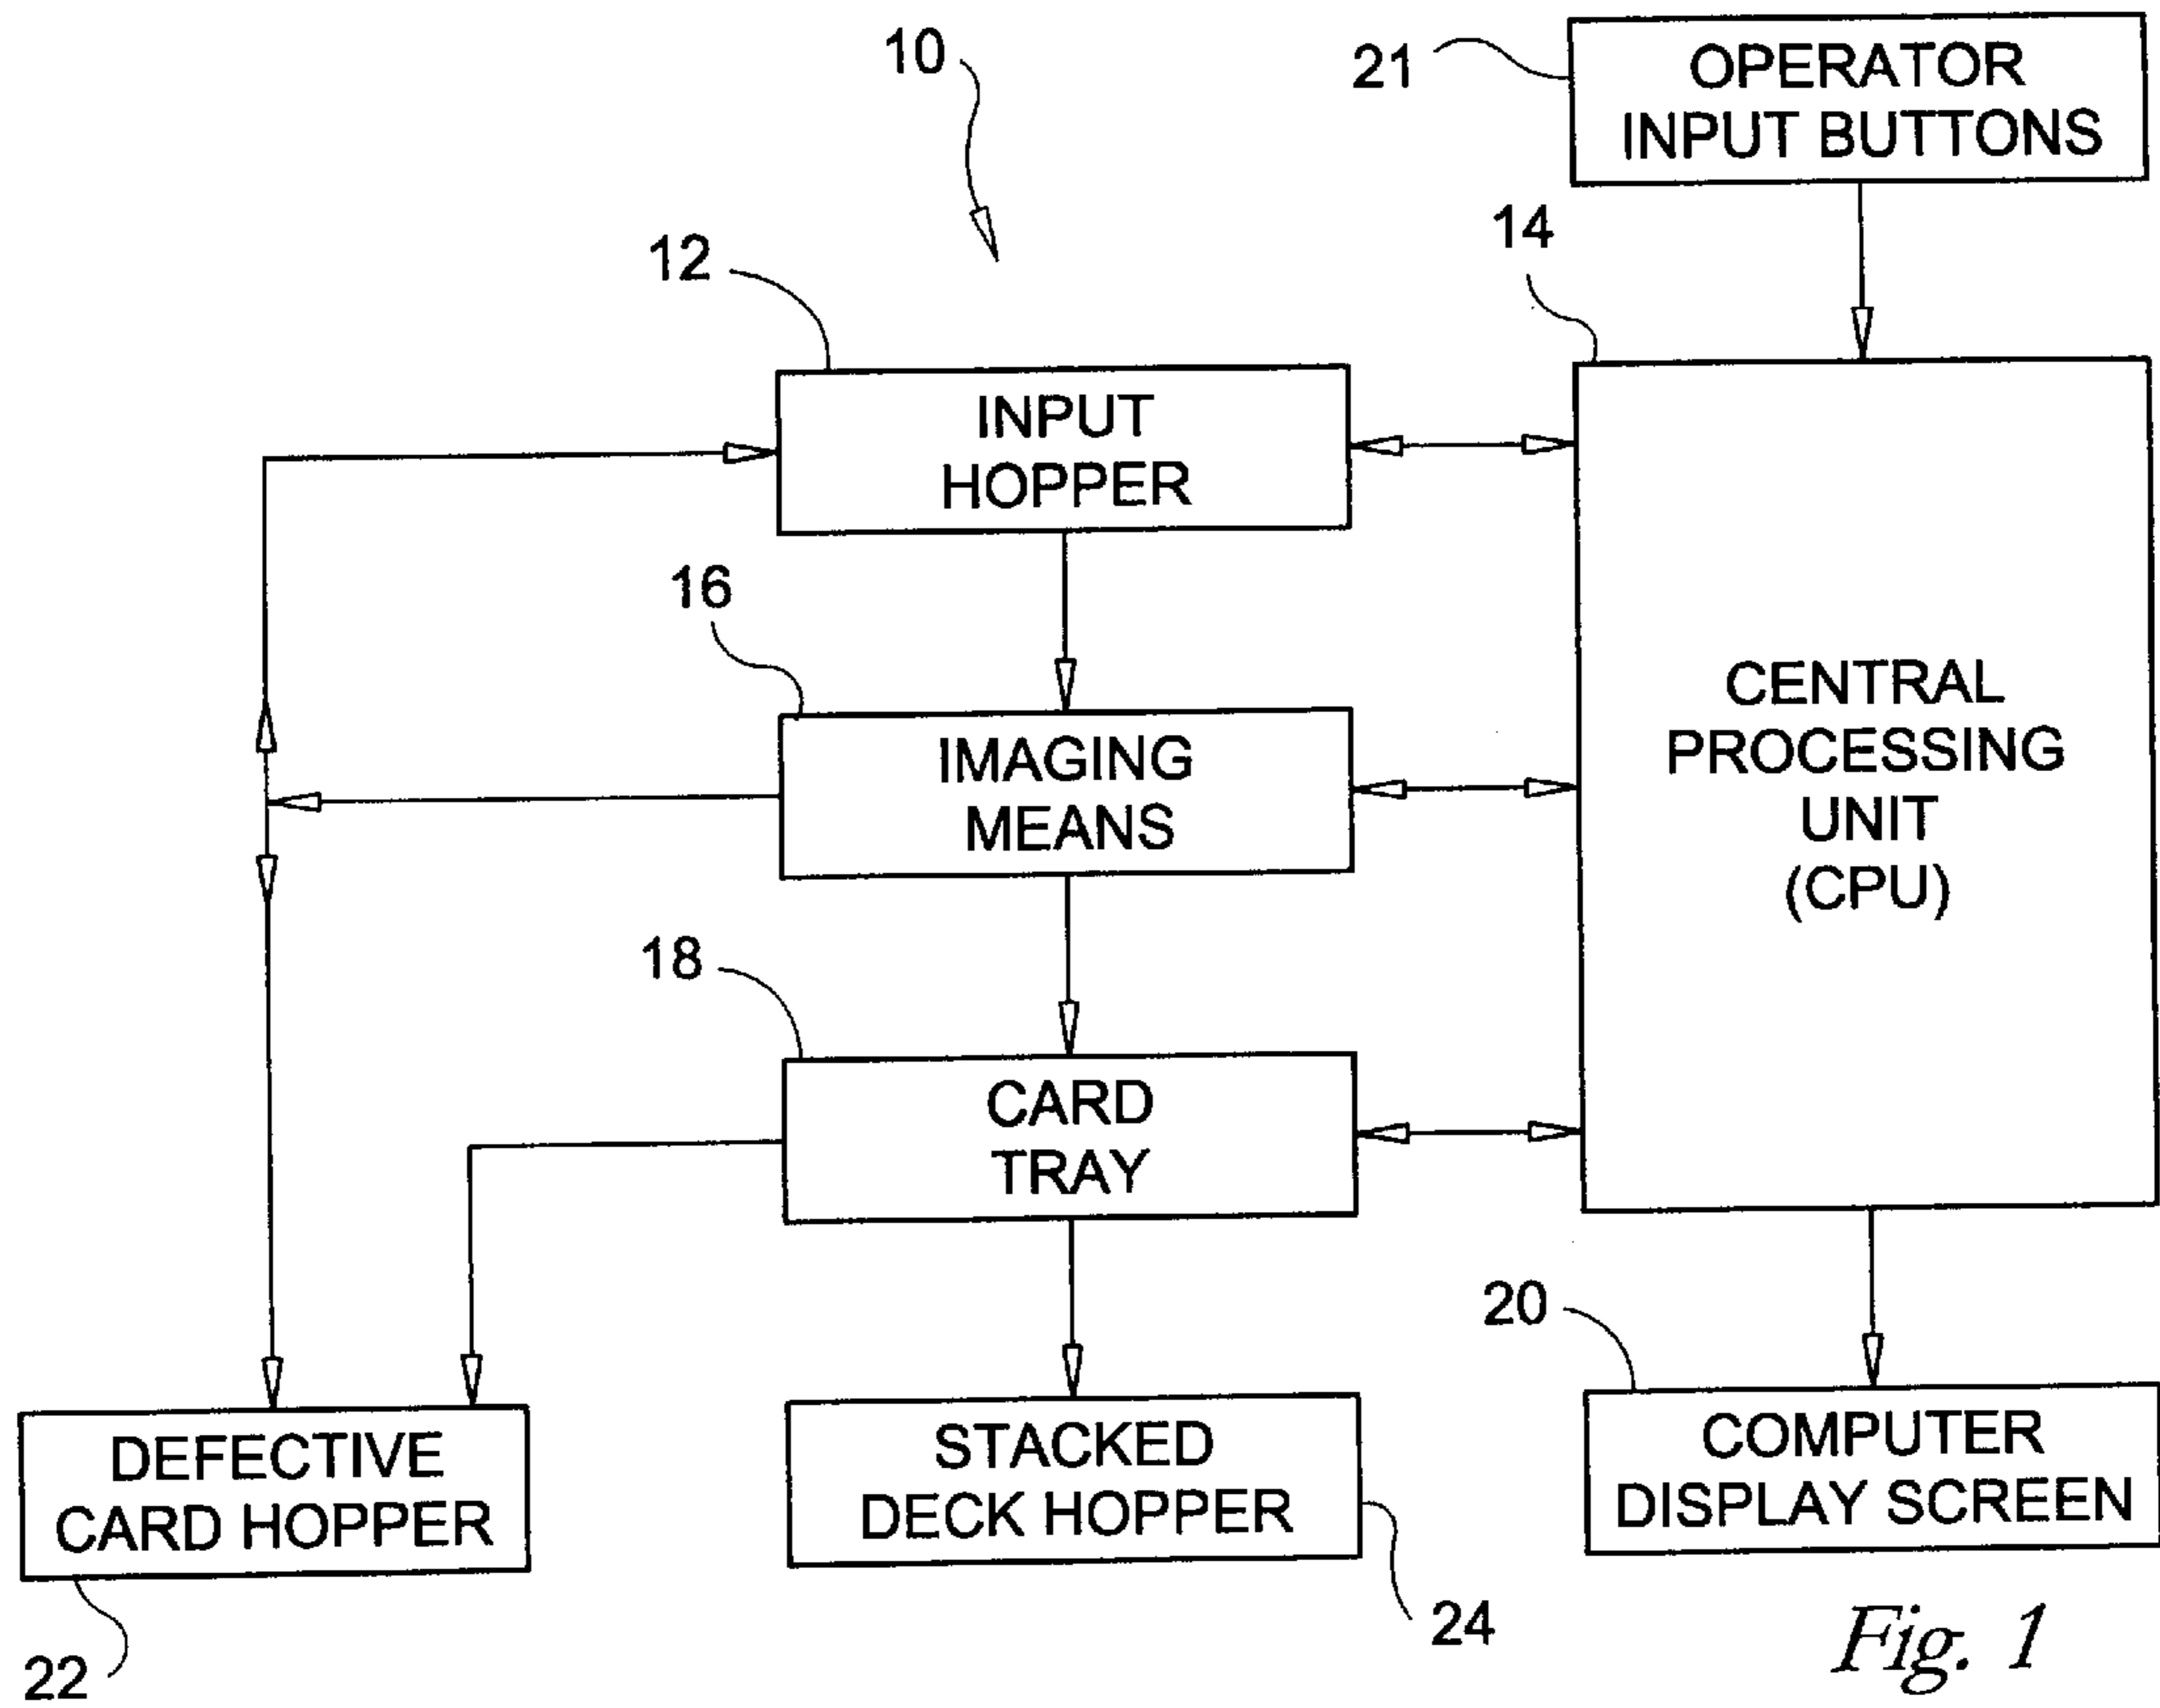 10
21
OPERATOR
INPUT BUTTONS
12
14
INPUT
HOPPER
16
IMAGING
MEANS
CENTRAL
PROCESSING
UNIT
(CPU)
18
CARD
TRAY
20
DEFECTIVE
CARD HOPPER
STACKED
DECK HOPPER
COMPUTER
DISPLAY SCREEN
22
24
Fig. 1